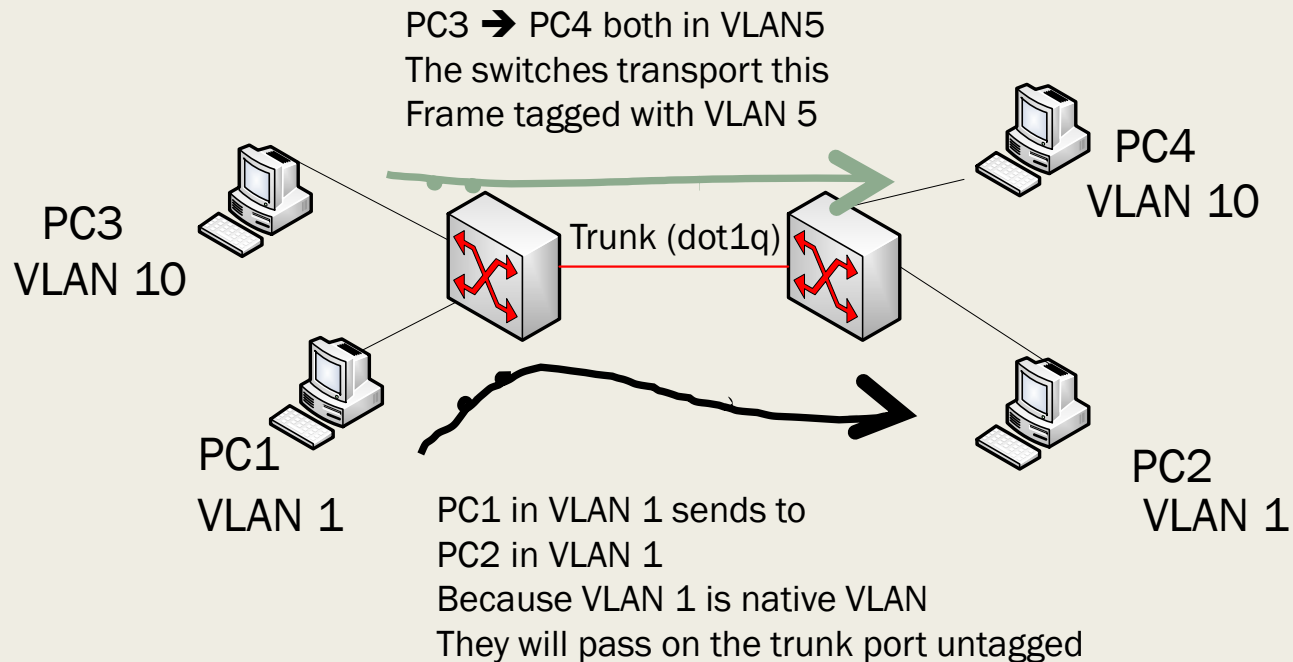 PC3 ➔ PC4 both in VLAN5
The switches transport this
Frame tagged with VLAN 5
PC4
VLAN 10
PC3
VLAN 10
Trunk (dot1q)
PC1
VLAN 1
PC2
VLAN 1
PC1 in VLAN 1 sends to
PC2 in VLAN 1
Because VLAN 1 is native VLAN
They will pass on the trunk port untagged